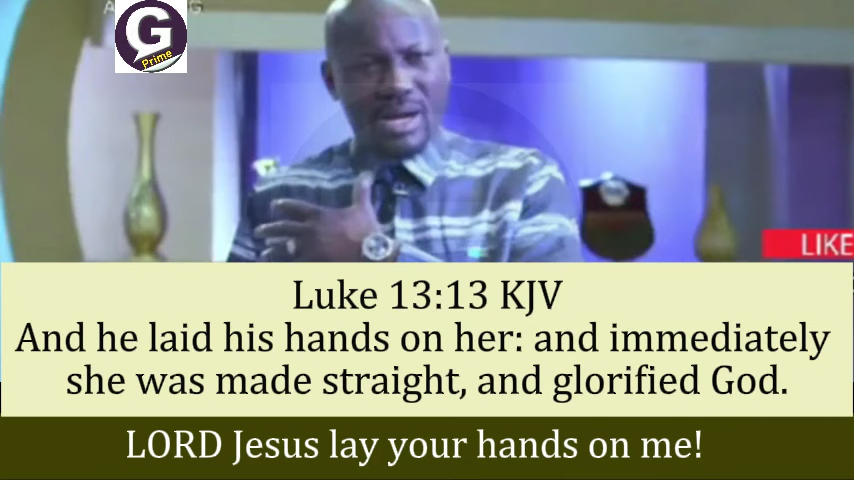 G
Prime
LIKE
Luke 13:13 KJV
And he laid his hands on her: and immediately
she was made straight, and glorified God.
LORD Jesus lay your hands on me!